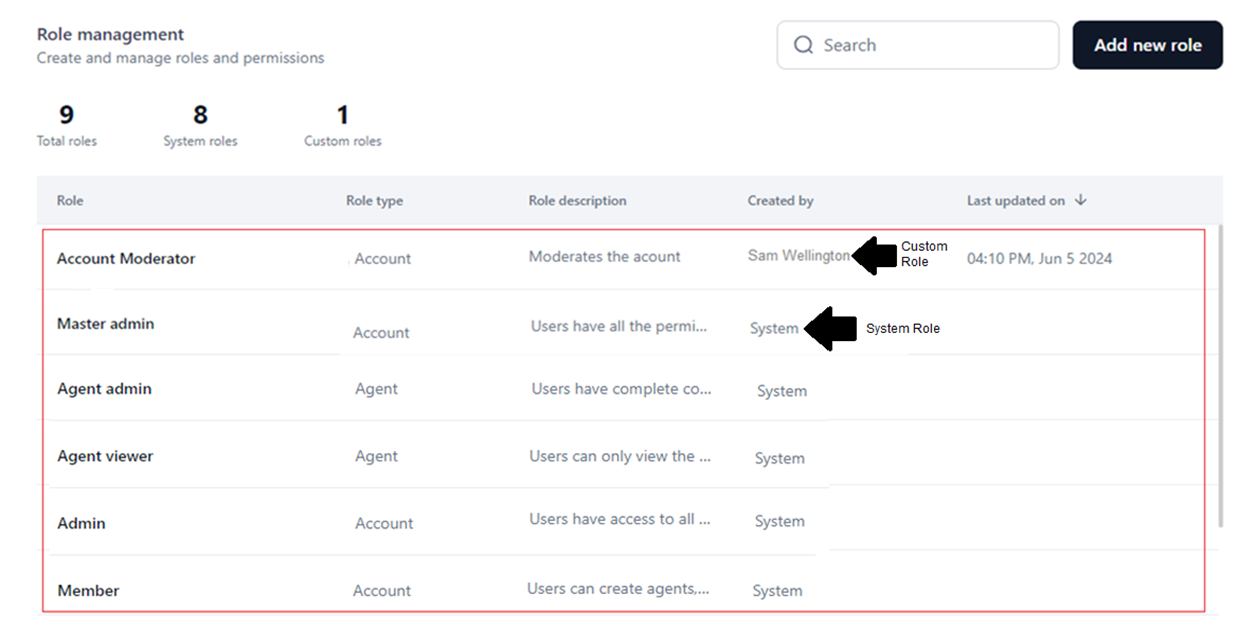 Role management
Create and manage roles and permissions
Search
Add new role
9 8 1
Total roles System roles Custom roles
Role Role type Role description Created by Last updated on
Account Moderator Account Moderates the acount Sam Wellington Custom Role 04:10 PM, Jun 5 2024
Master admin Account Users have all the permi... System System Role
Agent admin Agent Users have complete co... System
Agent viewer Agent Users can only view the ... System
Admin Account Users have access to all ... System
Member Account Users can create agents,... System